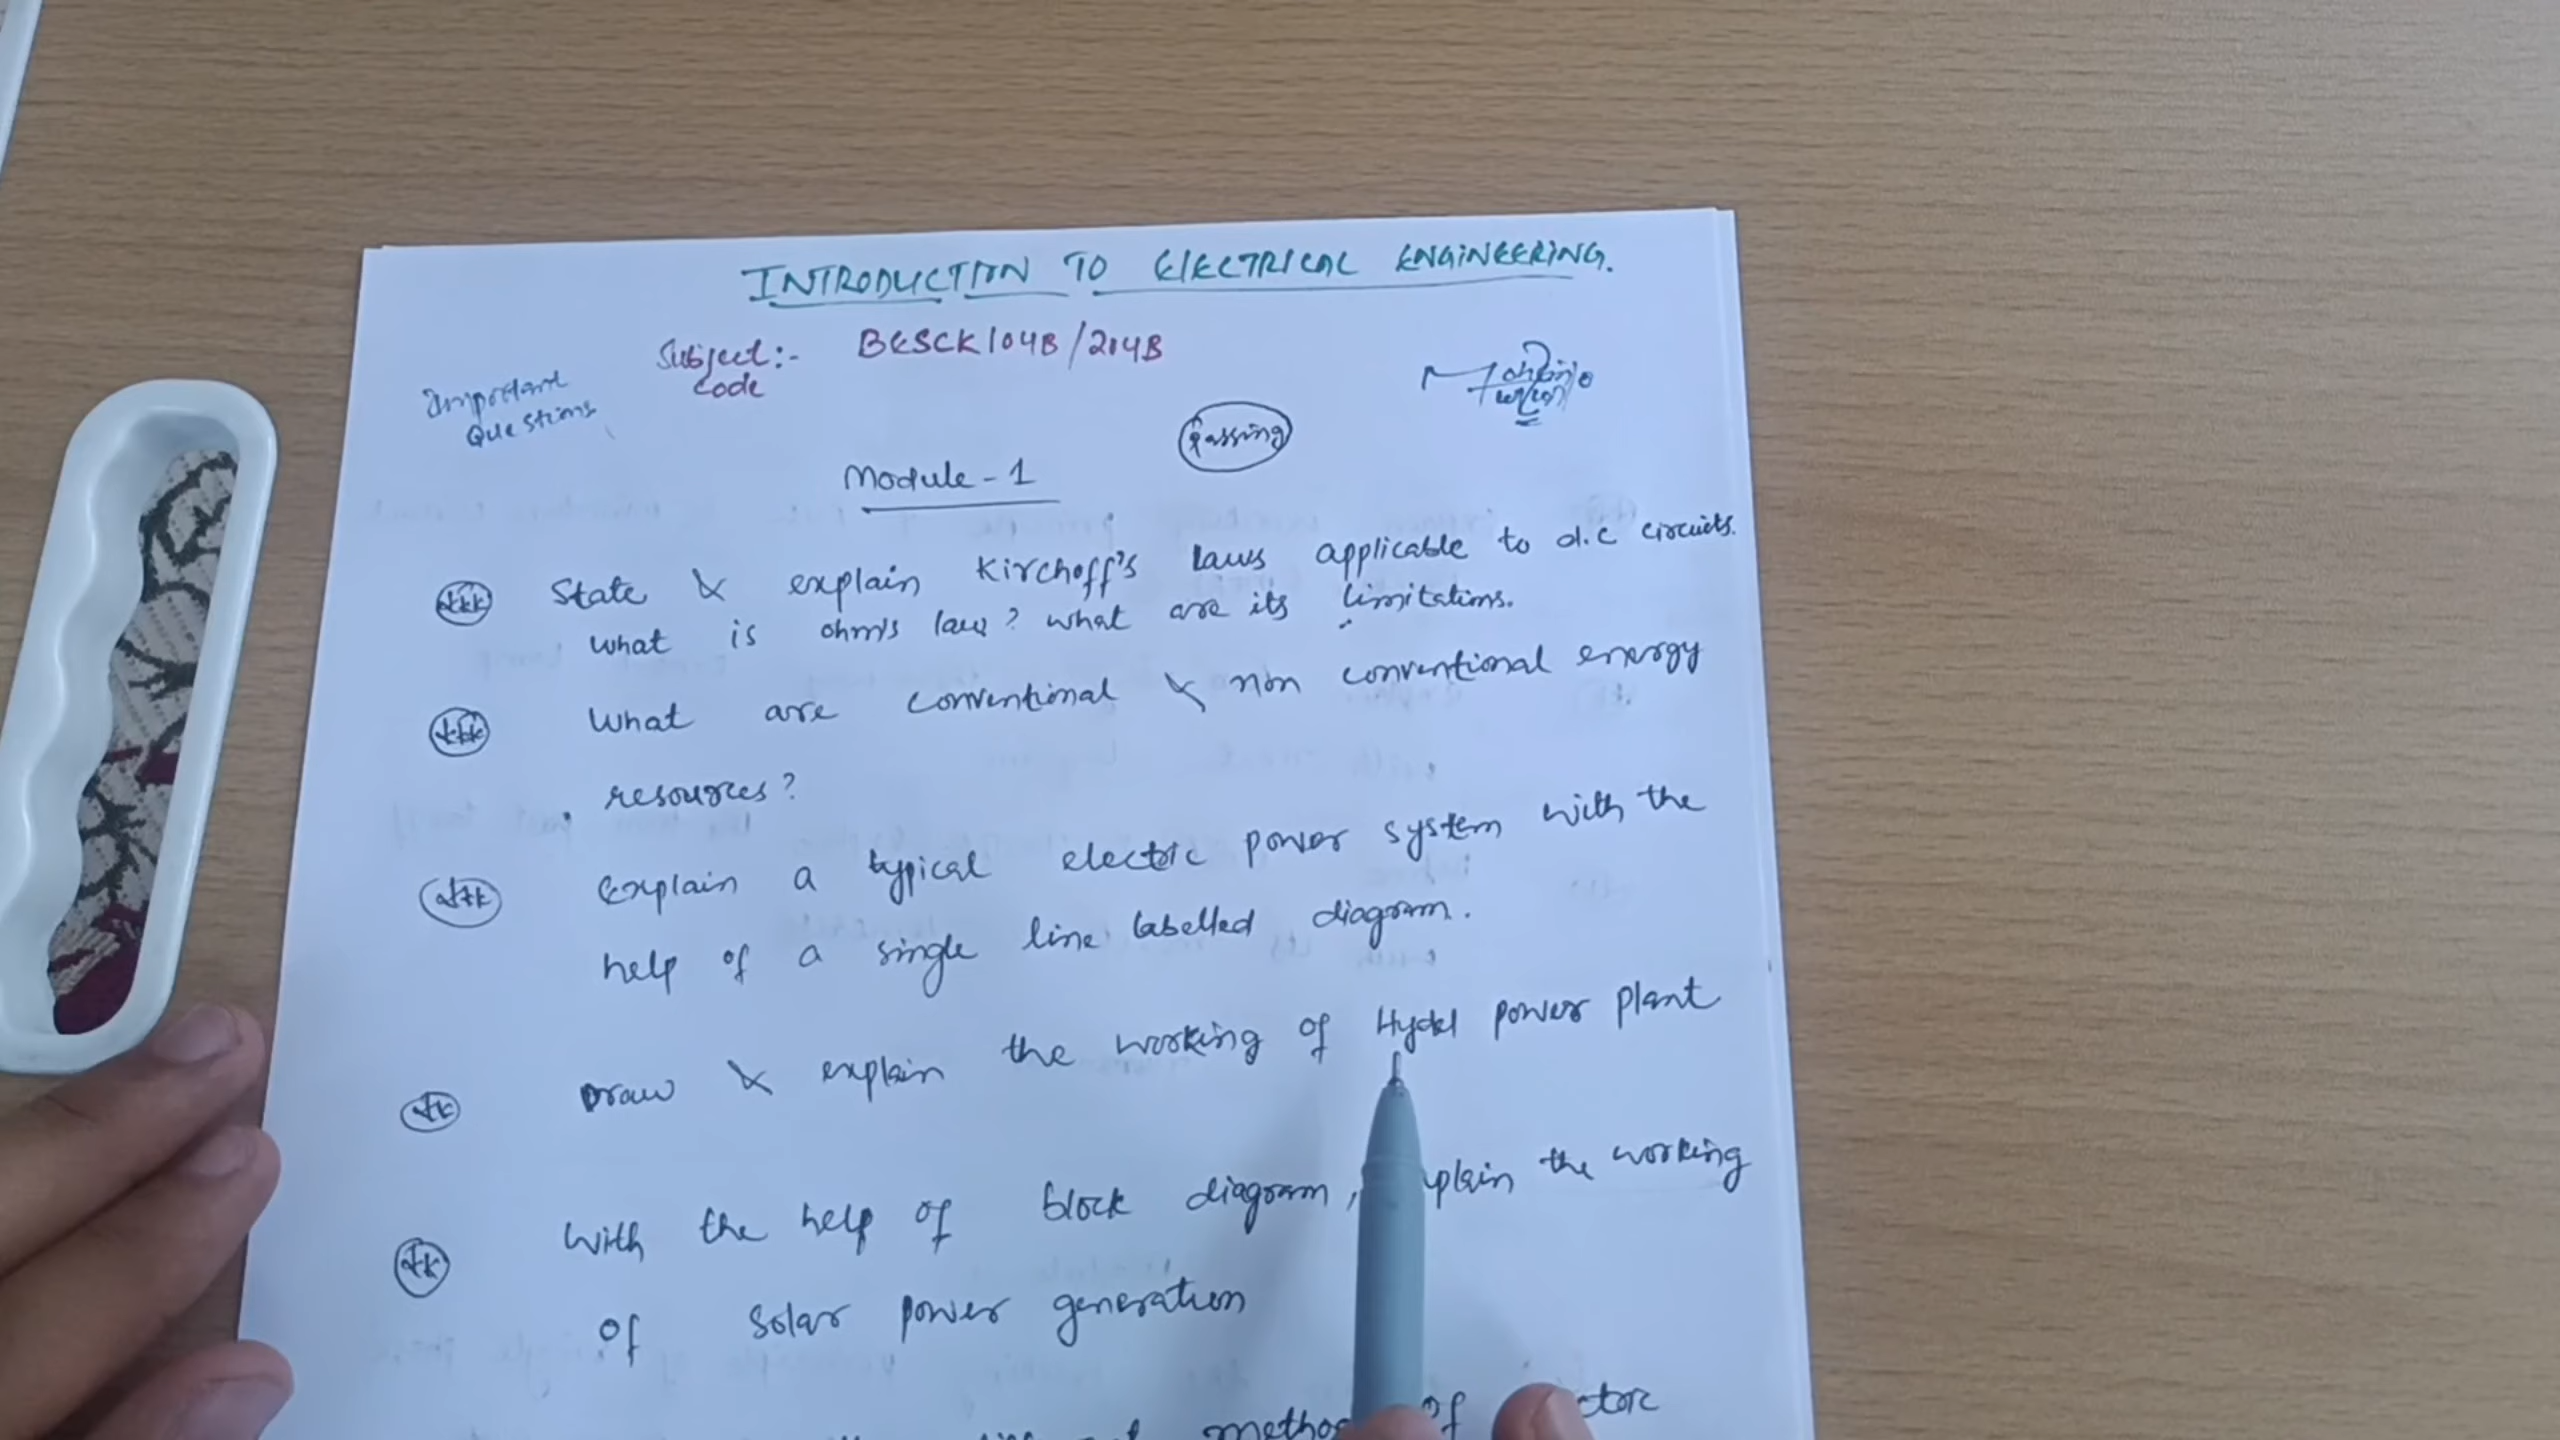 INTRODUCTION TO ELECTRICAL ENGINEERING.
Subject:- BESCK104B/204B
code
Important
Questions
Passing
Module - 1
*** State & explain Kirchoff's laws applicable to d.c circuits.
what is ohm's law? what are its limitations.
*** What are conventional & non conventional energy
resources?
*** Explain a typical electric power system with the
help of a single line labelled diagram.
** Draw & explain the working of Hydel power plant
** With the help of block diagram, plain the working
of solar power generation
of